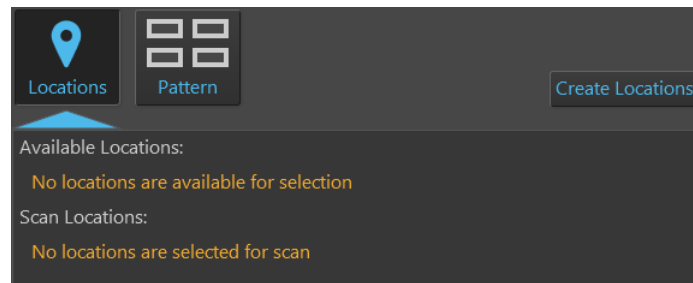 Locations
Pattern
Create Locations
Available Locations:
No locations are available for selection
Scan Locations:
No locations are selected for scan